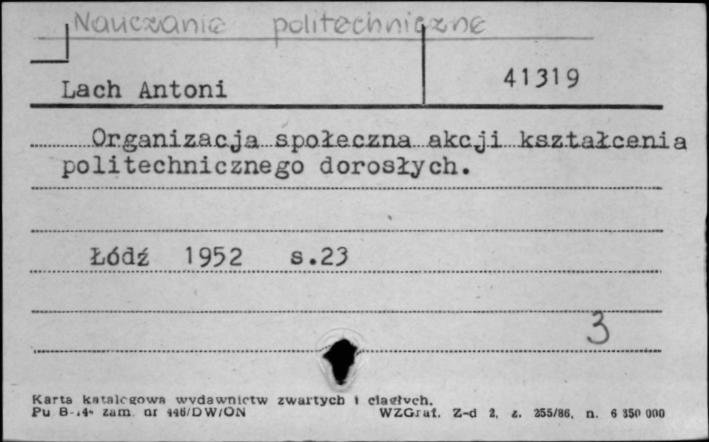 Nauczanie politechniczne
Lach Antoni 41319
Organizacja społeczna akcji kształcenia
politechnicznego dorosłych.
Łódź 1952 s.23
3
Karta katalogowa wydawnictw zwartych i ciągłych.
Pu B-14 zam. nr 446/DW/ON WZGraf. Z-d 2, z. 255/86, n. 6 350 000